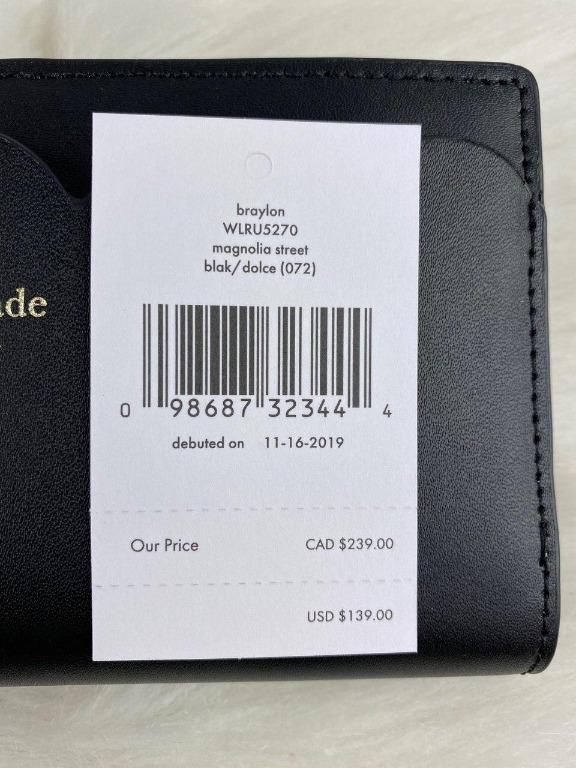 braylon
WLRU5270
magnolia street
blak/dolce (072)
ade
0 98687 32344 4
debuted on 11-16-2019
Our Price CAD $239.00
USD $139.00